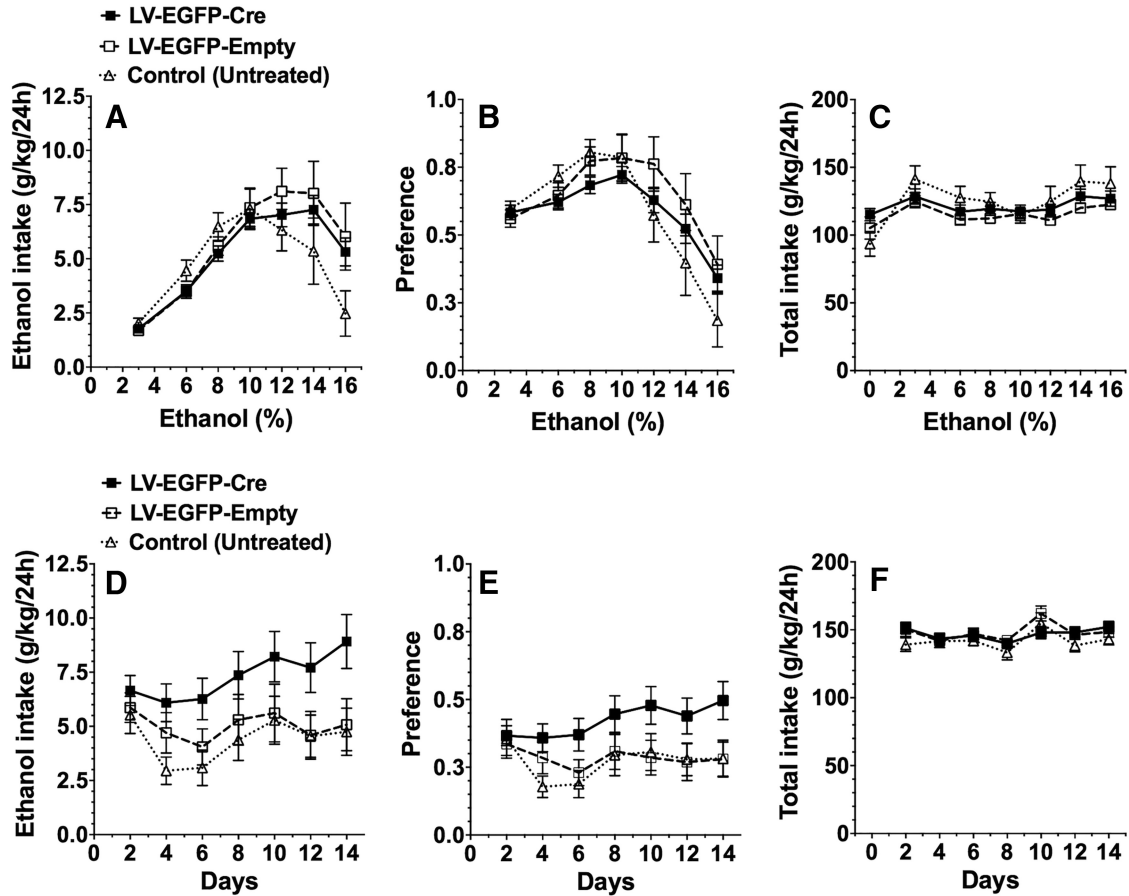 LV-EGFP-Cre
LV-EGFP-Empty
Control (Untreated)
A
Ethanol intake (g/kg/24h)
12.5
10.0
7.5
5.0
2.5
0.0
0 2 4 6 8 10 12 14 16
Ethanol (%)
B
Preference
1.0
0.8
0.5
0.3
0.0
0 2 4 6 8 10 12 14 16
Ethanol (%)
C
Total intake (g/kg/24h)
200
150
100
50
0
0 2 4 6 8 10 12 14 16
Ethanol (%)
LV-EGFP-Cre
LV-EGFP-Empty
Control (Untreated)
D
Ethanol intake (g/kg/24h)
12.5
10.0
7.5
5.0
2.5
0.0
0 2 4 6 8 10 12 14
Days
E
Preference
1.0
0.8
0.5
0.3
0.0
0 2 4 6 8 10 12 14
Days
F
Total intake (g/kg/24h)
200
150
100
50
0
0 2 4 6 8 10 12 14
Days